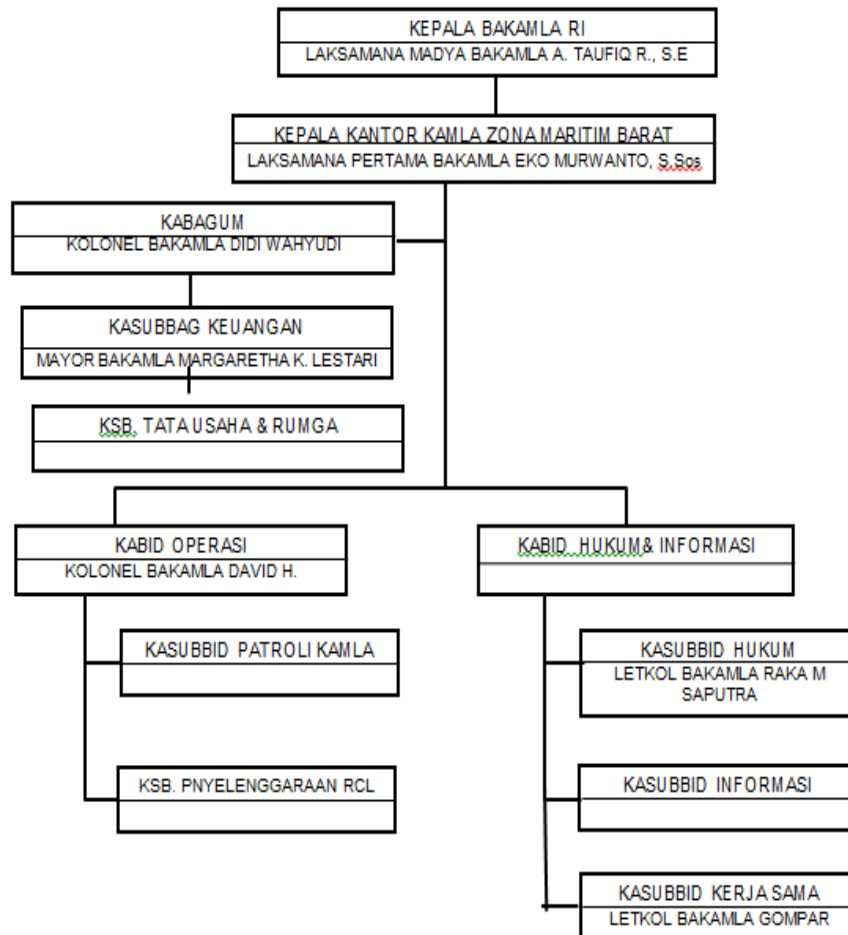 KEPALA BAKAMLA RI
LAKSAMANA MADYA BAKAMLA A. TAUFIQ R., S.E
KEPALA KANTOR KAMLA ZONA MARITIM BARAT
LAKSAMANA PERTAMA BAKAMLA EKO MURWANTO, S.Sos
KABAGUM
KOLONEL BAKAMLA DIDI WAHYUDI
KASUBBAG KEUANGAN
MAYOR BAKAMLA MARGARETHA K. LESTARI
KSB. TATA USAHA & RUMGA
KABID OPERASI
KOLONEL BAKAMLA DAVID H.
KASUBBID PATROLI KAMLA
KSB. PNYELENGGARAAN RCL
KABID HUKUM & INFORMASI
KASUBBID HUKUM
LETKOL BAKAMLA RAKA M
SAPUTRA
KASUBBID INFORMASI
KASUBBID KERJA SAMA
LETKOL BAKAMLA GOMPAR